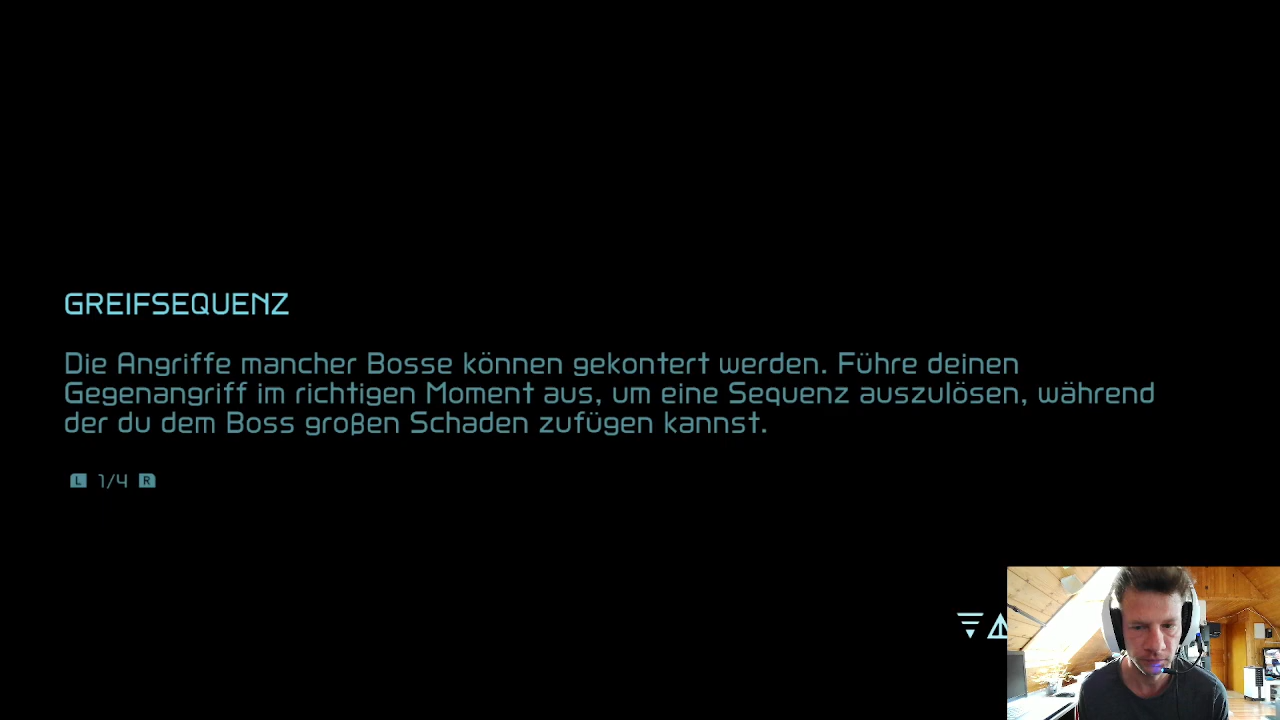 GREIFSEQUENZ
Die Angriffe mancher Bosse können gekontert werden. Führe deinen
Gegenangriff im richtigen Moment aus, um eine Sequenz auszulösen, während
der du dem Boss großen Schaden zufügen kannst.
L 1/4 R